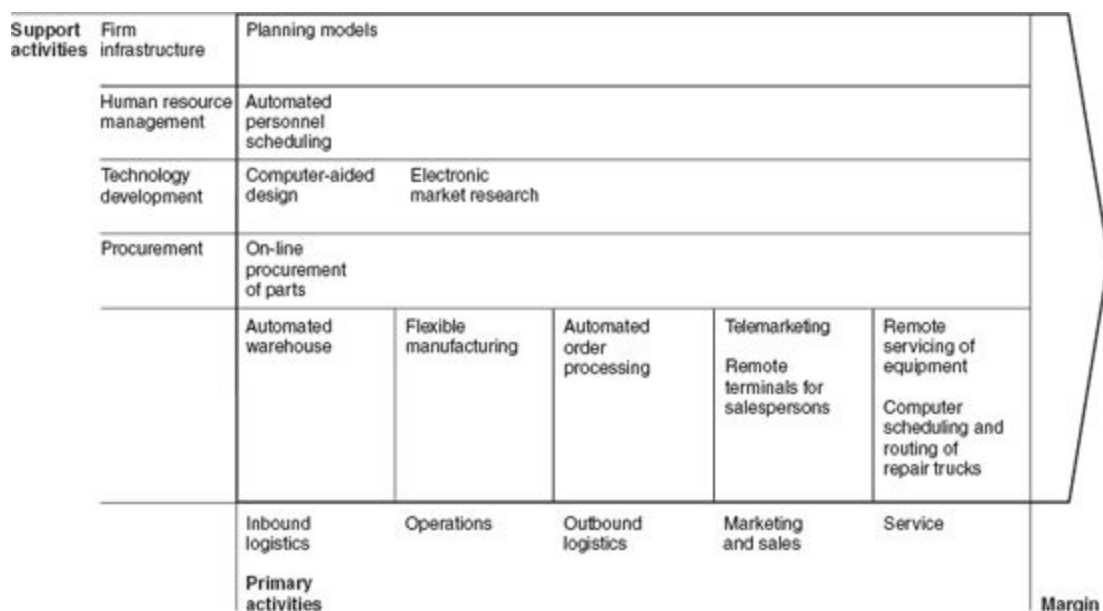 Support activities
Firm infrastructure
Planning models
Human resource management
Automated personnel scheduling
Technology development
Computer-aided design
Electronic market research
Procurement
On-line procurement of parts
Automated warehouse
Flexible manufacturing
Automated order processing
Telemarketing
Remote terminals for salespersons
Remote servicing of equipment
Computer scheduling and routing of repair trucks
Inbound logistics
Operations
Outbound logistics
Marketing and sales
Service
Primary activities
Margin